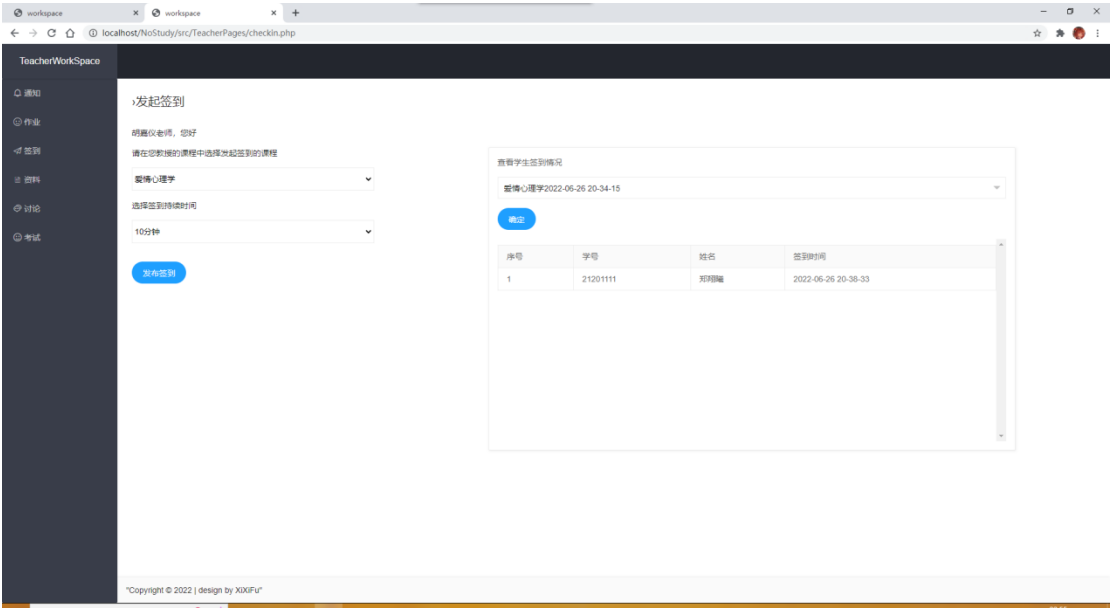 workspace
workspace
localhost/NoStudy/src/TeacherPages/checkin.php
TeacherWorkSpace
通知
作业
签到
资料
讨论
考试
›发起签到
胡嘉仪老师，您好
请在您教授的课程中选择发起签到的课程
爱情心理学
选择签到持续时间
10分钟
发布签到
查看学生签到情况
爱情心理学2022-06-26 20-34-15
确定
序号 学号 姓名 签到时间
1 21201111 郑翔曦 2022-06-26 20-38-33
"Copyright © 2022 | design by XiXiFu"